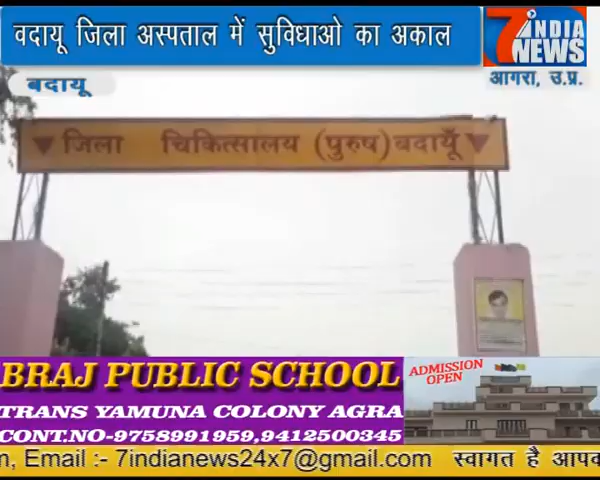 वदायू जिला अस्पताल में सुविधाओ का अकाल
7 INDIA NEWS
आगरा, उ.प्र.
बदायू
जिला चिकित्सालय (पुरुष) बदायूँ
BRAJ PUBLIC SCHOOL
TRANS YAMUNA COLONY AGRA
CONT.NO-9758991959,9412500345
ADMISSION OPEN
m, Email :- 7indianews24x7@gmail.com स्वागत है आपक